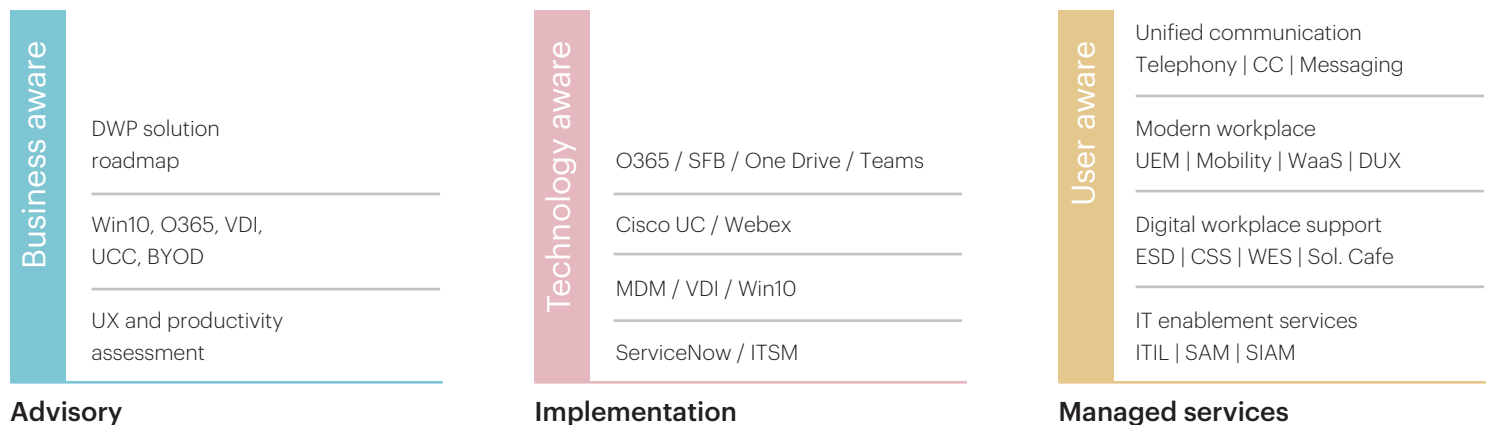 Business aware
DWP solution
roadmap
Win10, O365, VDI,
UCC, BYOD
UX and productivity
assessment
Advisory
Technology aware
O365 / SFB / One Drive / Teams
Cisco UC / Webex
MDM / VDI / Win10
ServiceNow / ITSM
Implementation
User aware
Unified communication
Telephony | CC | Messaging
Modern workplace
UEM | Mobility | WaaS | DUX
Digital workplace support
ESD | CSS | WES | Sol. Cafe
IT enablement services
ITIL | SAM | SIAM
Managed services